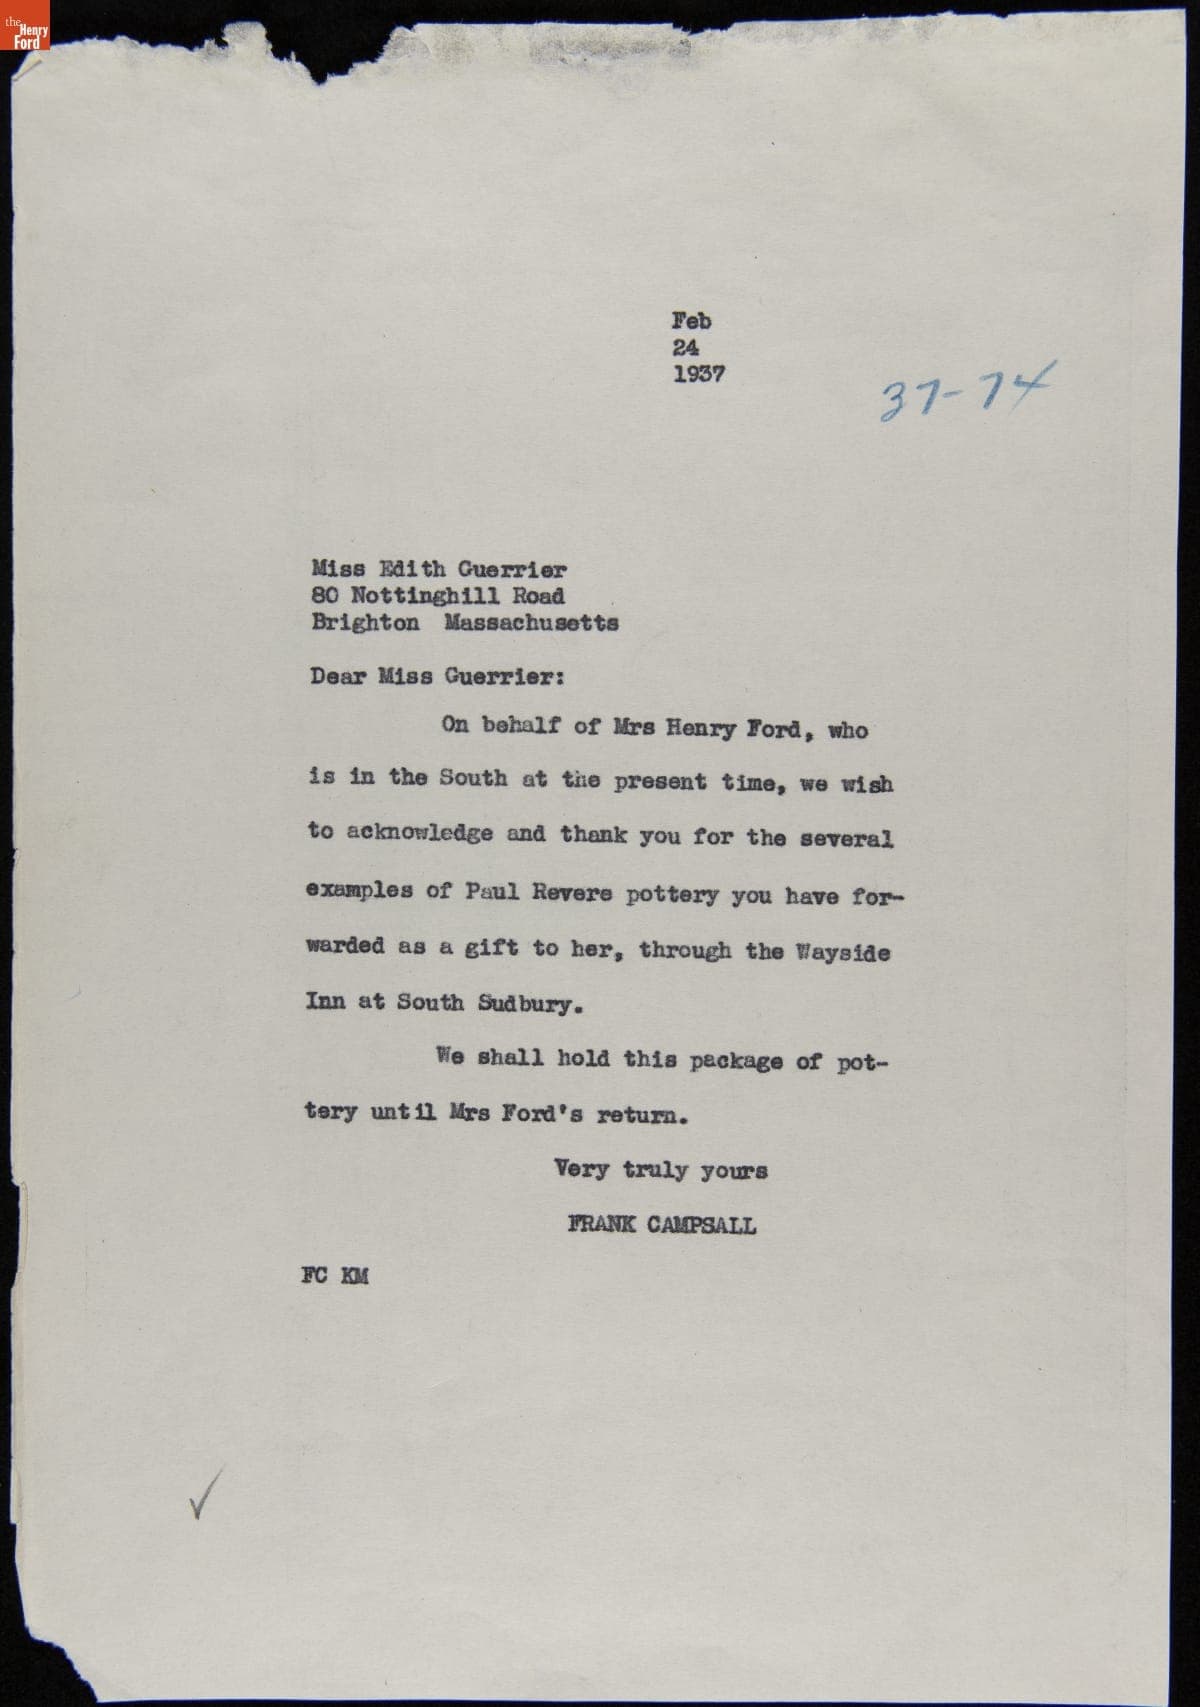 the
Henry
Ford
Feb
24
1937
37-74
Miss Edith Guerrier
80 Nottinghill Road
Brighton Massachusetts
Dear Miss Guerrier:
On behalf of Mrs Henry Ford, who
is in the South at the present time, we wish
to acknowledge and thank you for the several
examples of Paul Revere pottery you have for-
warded as a gift to her, through the Wayside
Inn at South Sudbury.
We shall hold this package of pot-
tery until Mrs Ford's return.
Very truly yours
FRANK CAMPSALL
FC KM